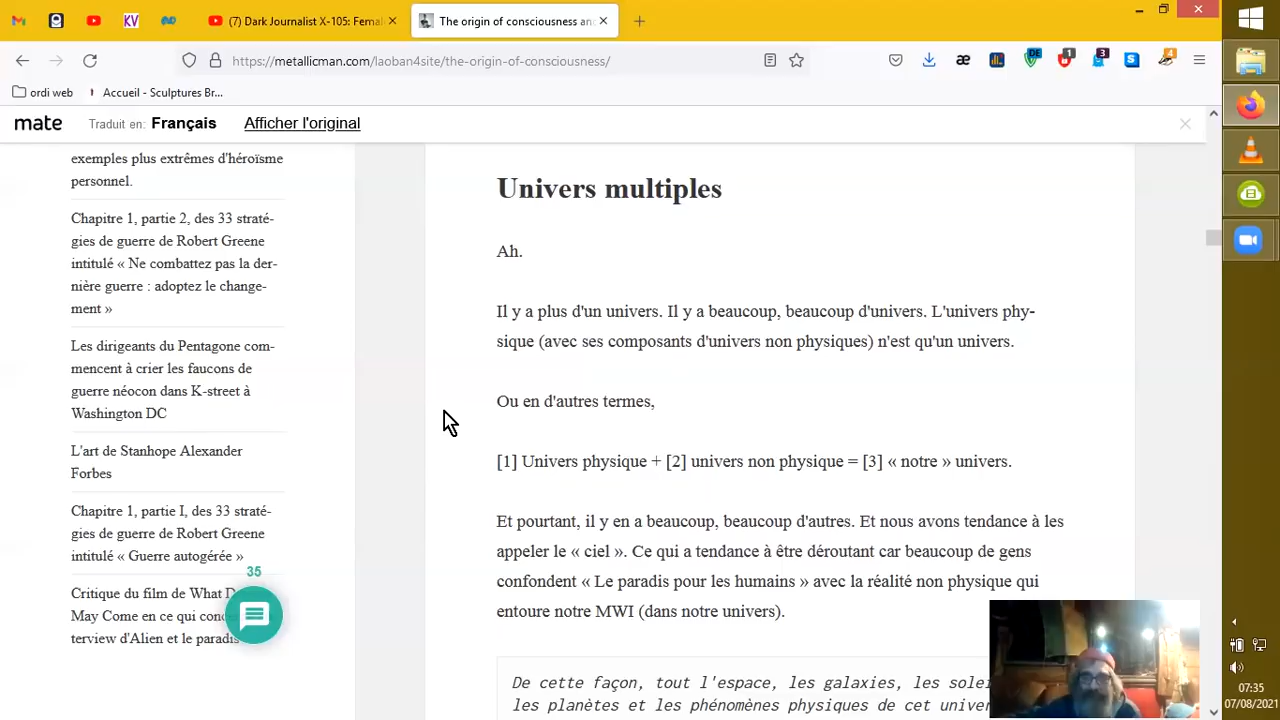 (7) Dark Journalist X-105: Fema
The origin of consciousness an
https://metallicmen.com/laoban4site/the-origin-of-consciousness/
DE
1
3
4
ordi web
Accueil - Sculptures Br...
mate
Traduit en: Français
Afficher l'original
exemples plus extrêmes d'héroïsme
personnel.
Chapitre 1, partie 2, des 33 straté-
gies de guerre de Robert Greene
intitulé « Ne combattez pas la der-
nière guerre : adoptez le change-
ment »
Les dirigeants du Pentagone com-
mencent à crier les faucons de
guerre néocon dans K-street à
Washington DC
L'art de Stanhope Alexander
Forbes
Chapitre 1, partie I, des 33 straté-
gies de guerre de Robert Greene
intitulé « Guerre autogérée »
35
Critique du film de What D
May Come en ce qui conc
terview d'Alien et le paradis
Univers multiples
Ah.
Il y a plus d'un univers. Il y a beaucoup, beaucoup d'univers. L'univers phy-
sique (avec ses composants d'univers non physiques) n'est qu'un univers.
Ou en d'autres termes,
[1] Univers physique + [2] univers non physique = [3] « notre » univers.
Et pourtant, il y en a beaucoup, beaucoup d'autres. Et nous avons tendance à les
appeler le « ciel ». Ce qui a tendance à être déroutant car beaucoup de gens
confondent « Le paradis pour les humains » avec la réalité non physique qui
entoure notre MWI (dans notre univers).
De cette façon, tout l'espace, les galaxies, les solei
les planètes et les phénomènes physiques de cet univer
07:35
07/08/2021